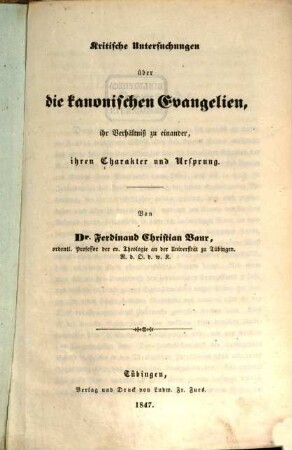 Kritische Untersuchungen
über
die kanonischen Evangelien,
ihr Verhältniß zu einander,
ihren Charakter und Ursprung.
Von
Dr. Ferdinand Christian Baur,
ordentl. Professor der ev. Theologie an der Universität zu Tübingen.
R. d. O. d. w. K.
Tübingen,
Verlag und Druck von Ludw. Fr. Fues.
1847.